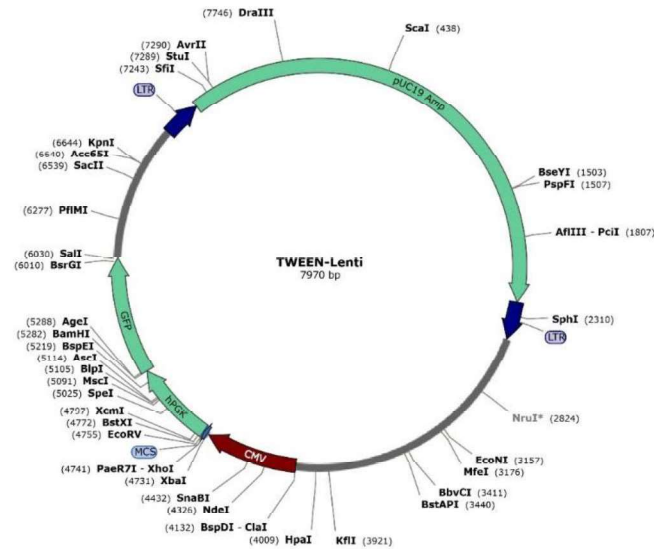 (7746) DraIII
ScaI (438)
(7290) AvrII
(7289) StuI
(7243) SfiI
LTR
pUC19 Amp
(6644) KpnI
(6640) Acc65I
(6539) SacII
(6277) PflMI
(6030) SalI
(6010) BsrGI
BseYI (1503)
PspFI (1507)
AflIII - PciI (1807)
TWEEN-Lenti
7970 bp
SphI (2310)
LTR
GFP
(5288) AgeI
(5282) BamHI
(5219) BspEI
(5114) AscI
(5105) BlpI
(5091) MscI
(5025) SpeI
hPGK
(4797) XcmI
(4772) BstXI
(4755) EcoRV
MCS
(4741) PaeR7I - XhoI
(4731) XbaI
CMV
(4432) SnaBI
(4326) NdeI
(4132) BspDI - ClaI
(4009) HpaI
KflI (3921)
NruI* (2824)
EcoNI (3157)
MfeI (3176)
BbvCI (3411)
BstAPI (3440)